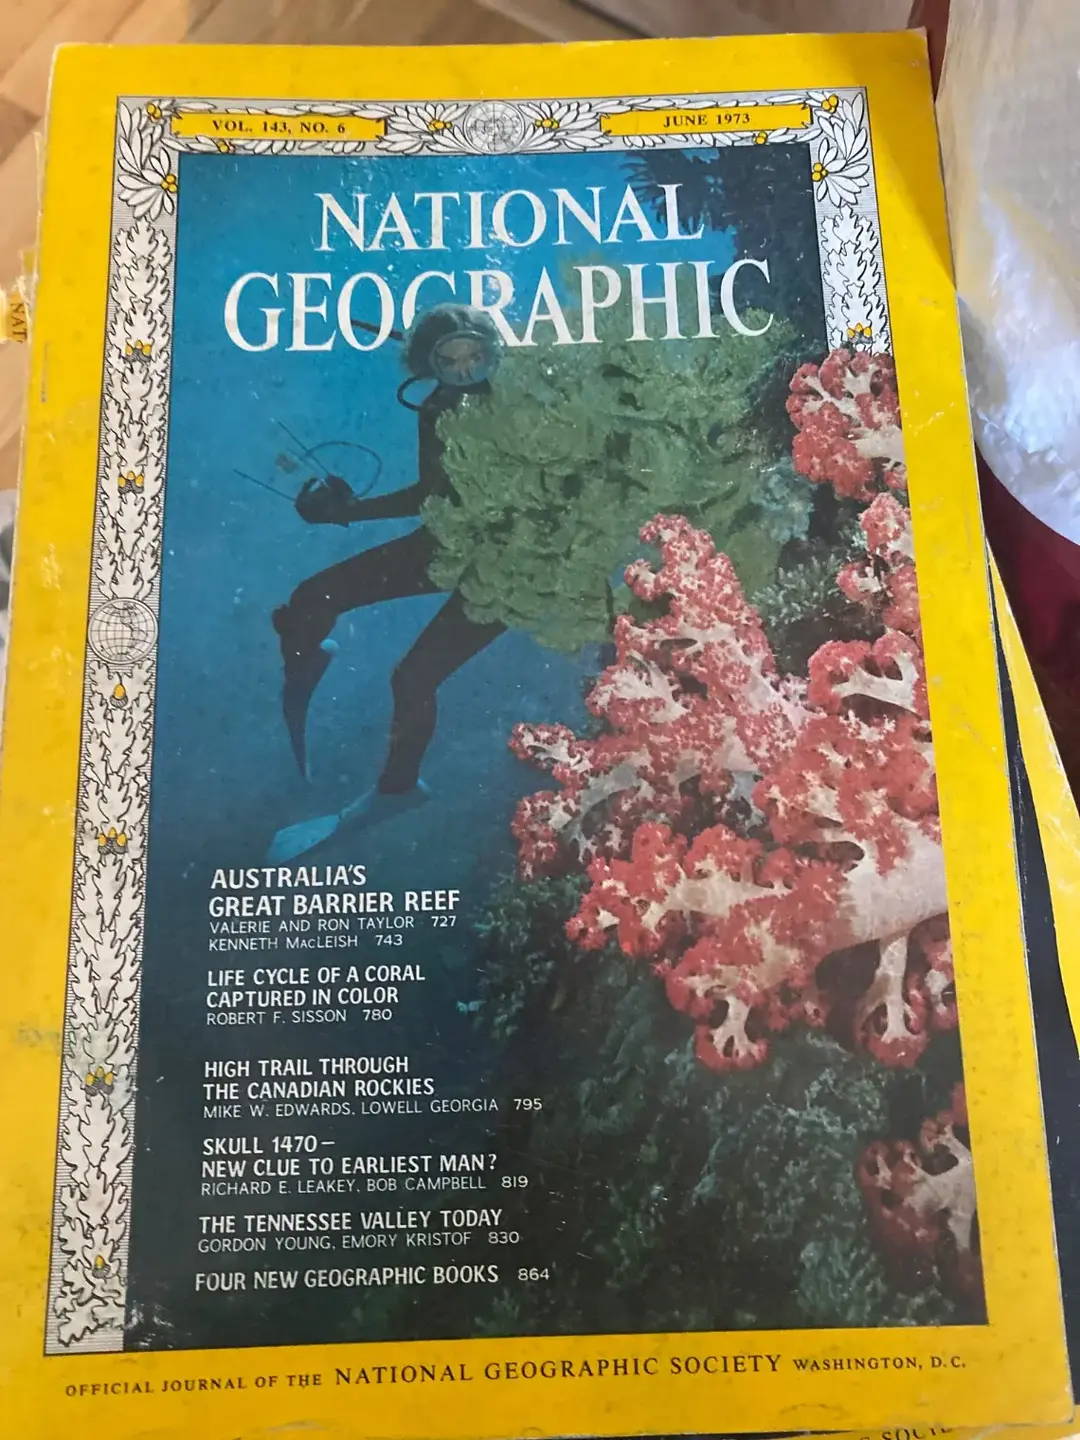 VOL. 143, NO. 6
JUNE 1973
NATIONAL
GEOGRAPHIC
AUSTRALIA'S
GREAT BARRIER REEF
VALERIE AND RON TAYLOR 727
KENNETH MacLEISH 743
LIFE CYCLE OF A CORAL
CAPTURED IN COLOR
ROBERT F. SISSON 780
HIGH TRAIL THROUGH
THE CANADIAN ROCKIES
MIKE W. EDWARDS, LOWELL GEORGIA 795
SKULL 1470–
NEW CLUE TO EARLIEST MAN?
RICHARD E. LEAKEY, BOB CAMPBELL 819
THE TENNESSEE VALLEY TODAY
GORDON YOUNG, EMORY KRISTOF 830
FOUR NEW GEOGRAPHIC BOOKS 864
OFFICIAL JOURNAL OF THE NATIONAL GEOGRAPHIC SOCIETY WASHINGTON, D.C.